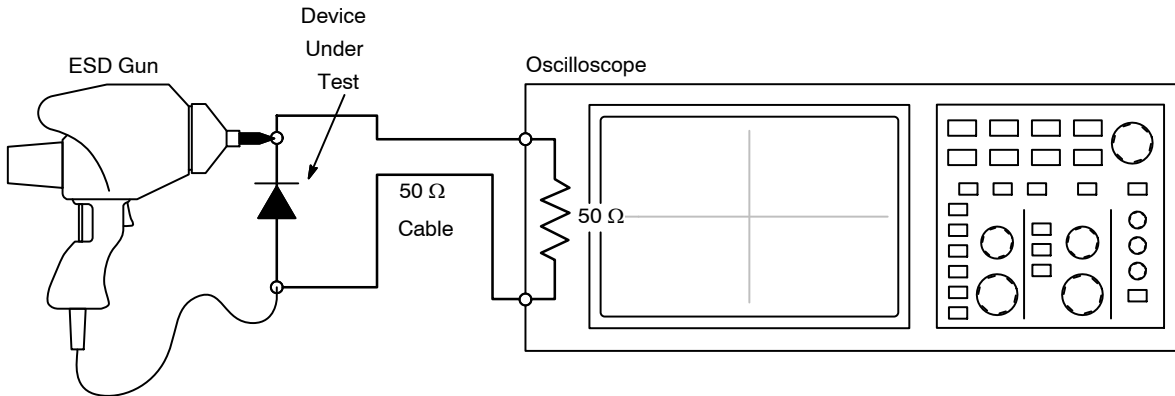 Device
Under
Test
ESD Gun
Oscilloscope
50 Ω
Cable
50 Ω